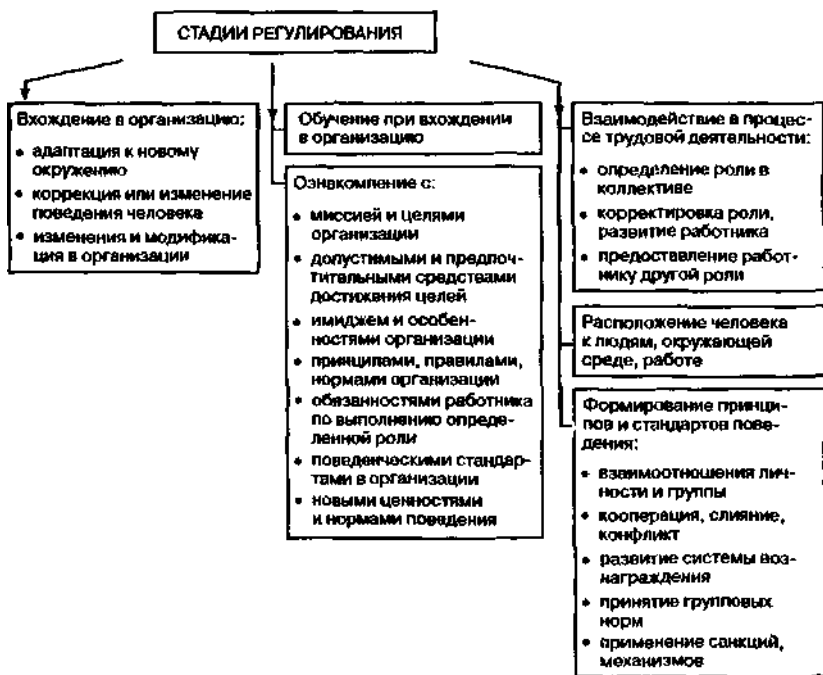 СТАДИИ РЕГУЛИРОВАНИЯ
Вхождение в организацию:
• адаптация к новому
окружению
• коррекция или изменение
поведения человека
• изменения и модифика-
ция в организации
Обучение при вхождении
в организацию
Ознакомление с:
• миссией и целями
организации
• допустимыми и предпоч-
тительными средствами
достижения целей
• имиджем и особен-
ностями организации
• принципами, правилами,
нормами организации
• обязанностями работника
по выполнению опреде-
ленной роли
• поведенческими стандар-
тами в организации
• новыми ценностями
и нормами поведения
Взаимодействие в процес-
се трудовой деятельности:
• определение роли в
коллективе
• корректировка роли,
развитие работника
• предоставление работ-
нику другой роли
Расположение человека
к людям, окружающей
среде, работе
Формирование принци-
пов и стандартов пове-
дения:
• взаимоотношения лич-
ности и группы
• кооперация, слияние,
конфликт
• развитие системы воз-
награждения
• принятие групповых
норм
• применение санкций,
механизмов